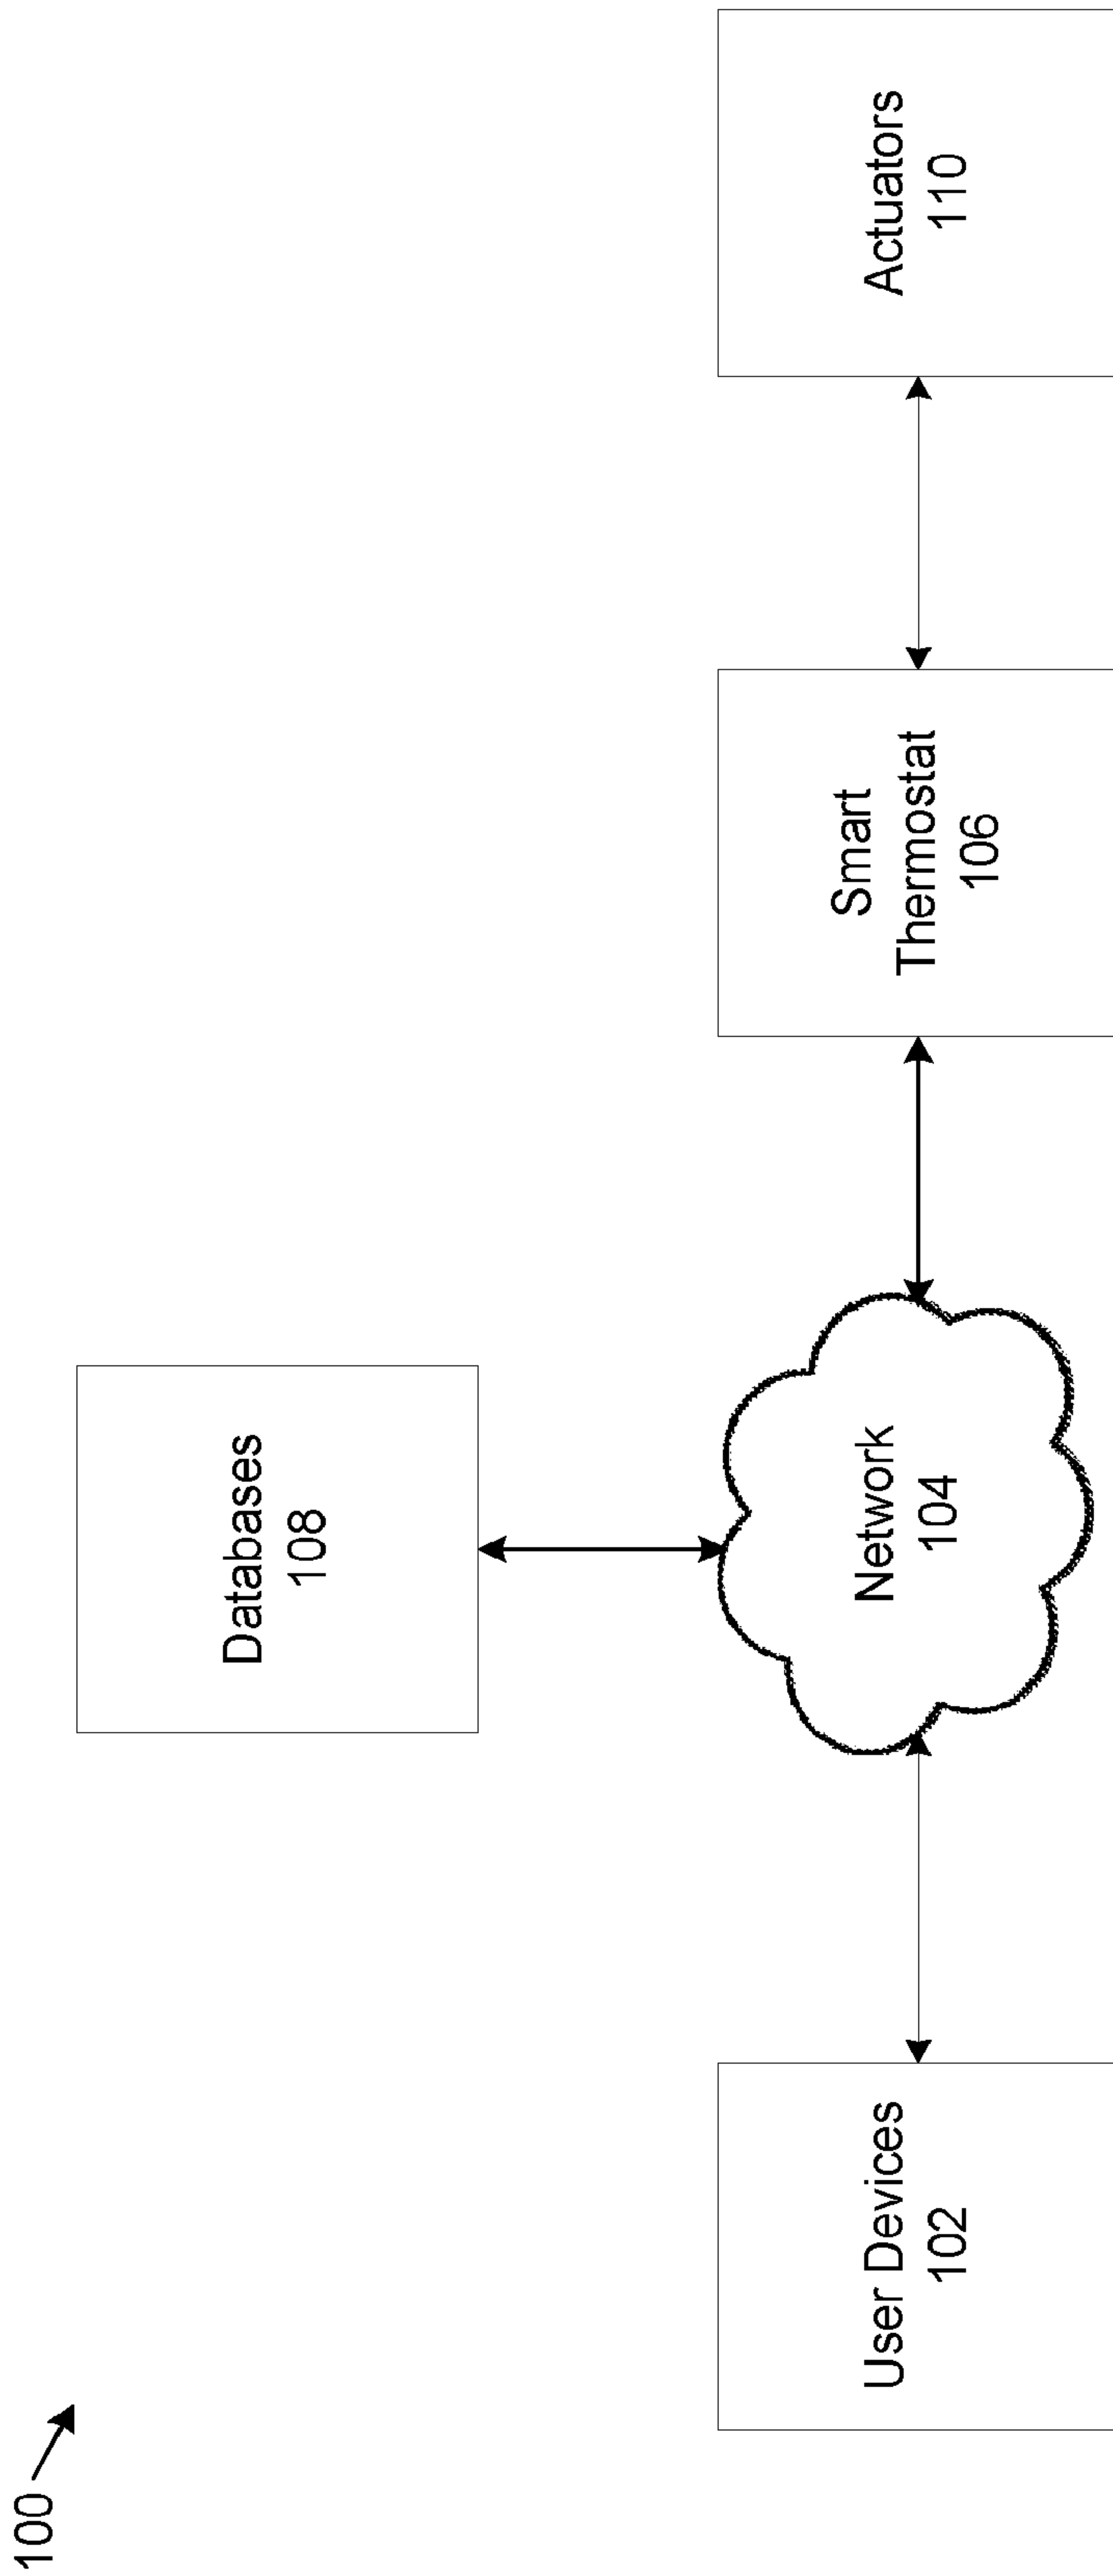 100
Databases
108
User Devices
102
Network
104
Smart
Thermostat
106
Actuators
110